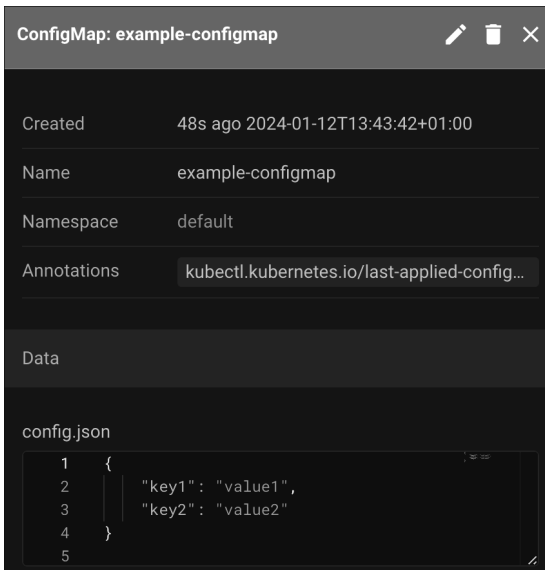 ConfigMap: example-configmap
Created 48s ago 2024-01-12T13:43:42+01:00
Name example-configmap
Namespace default
Annotations kubectl.kubernetes.io/last-applied-config...
Data
config.json
1 {
2 "key1": "value1",
3 "key2": "value2"
4 }
5